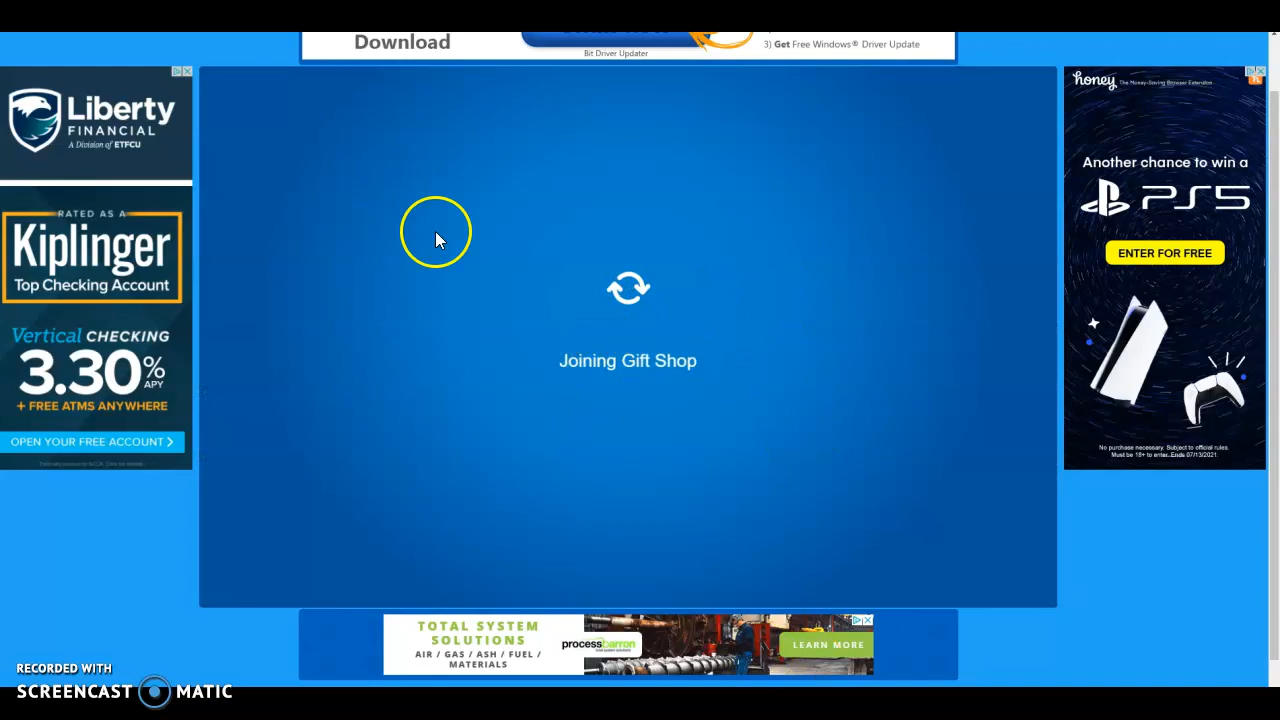 Download
Bit Driver Updater
3) Get Free Windows® Driver Update
Liberty
FINANCIAL
A Division of ETFCU
RATED AS A
Kiplinger
Top Checking Account
Vertical CHECKING
3.30% APY
+ FREE ATMS ANYWHERE
OPEN YOUR FREE ACCOUNT >
Joining Gift Shop
honey The Money-Saving Browser Extension
Another chance to win a
PS5
ENTER FOR FREE
No purchase necessary. Subject to official rules.
Must be 18+ to enter. Ends 07/13/2021.
TOTAL SYSTEM
SOLUTIONS
AIR / GAS / ASH / FUEL /
MATERIALS
processbarron
LEARN MORE
RECORDED WITH
SCREENCAST MATIC